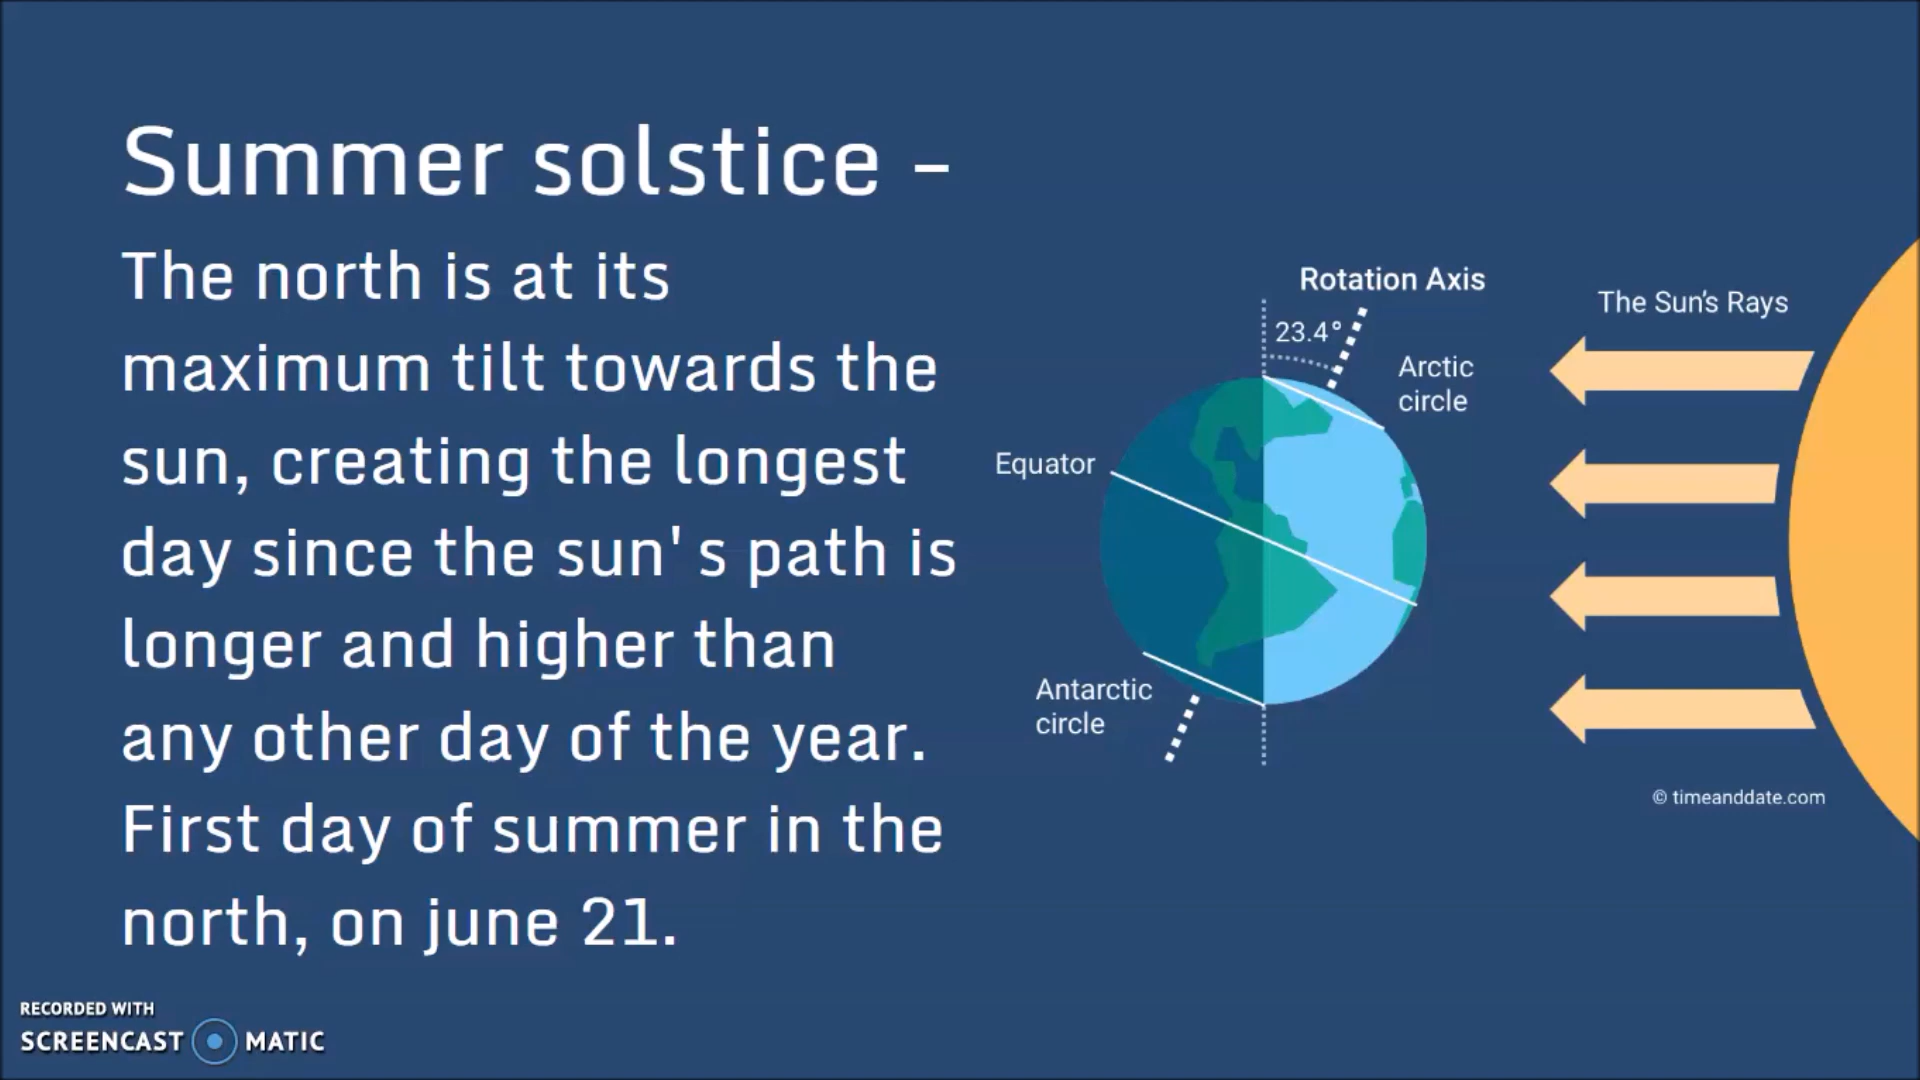 Summer solstice –
The north is at its
maximum tilt towards the
sun, creating the longest
day since the sun's path is
longer and higher than
any other day of the year.
First day of summer in the
north, on june 21.
Rotation Axis
23.4°
The Sun's Rays
Arctic
circle
Equator
Antarctic
circle
© timeanddate.com
RECORDED WITH
SCREENCAST MATIC